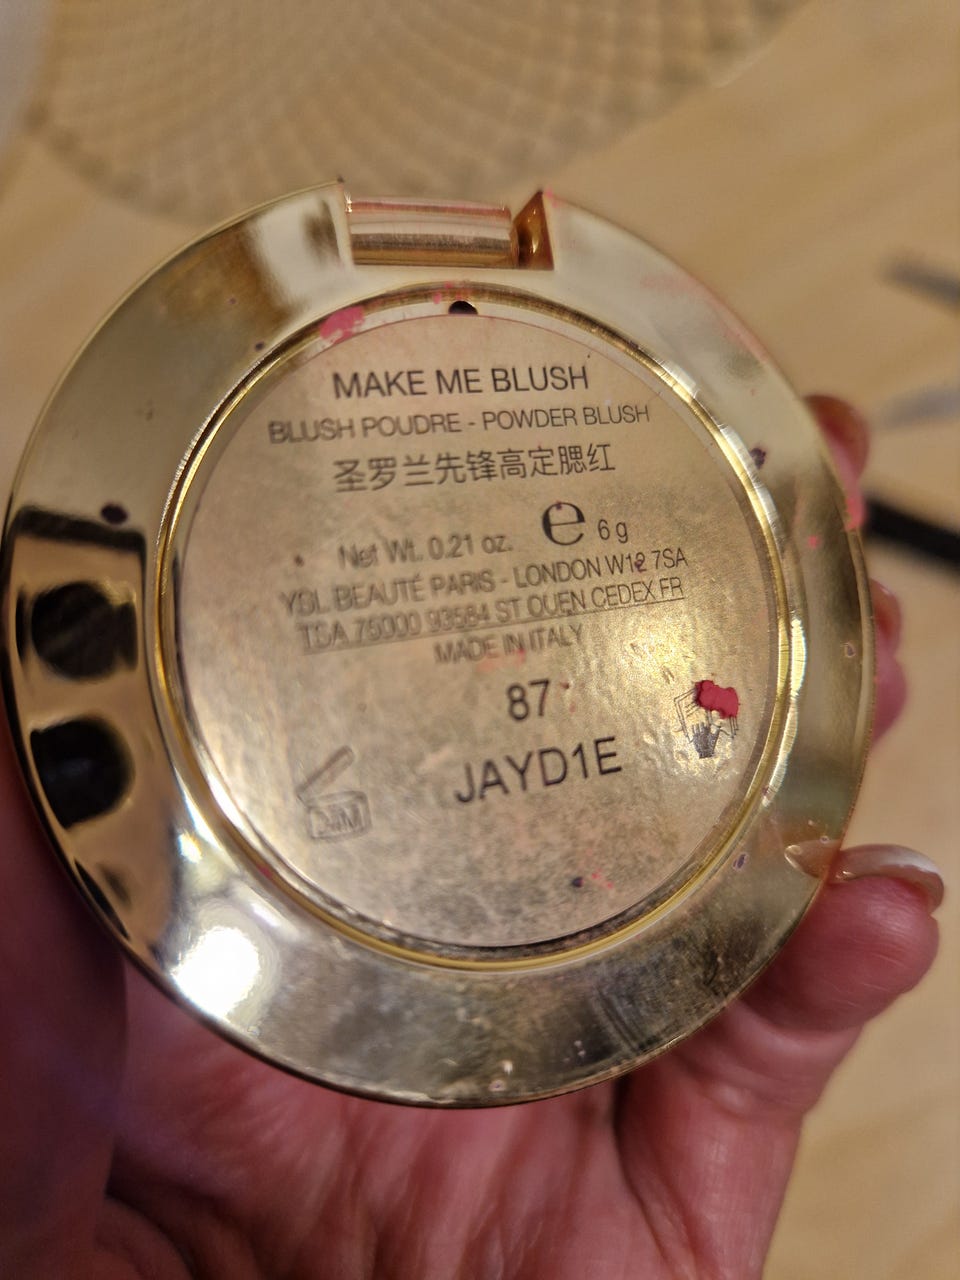 MAKE ME BLUSH
BLUSH POUDRE - POWDER BLUSH
圣罗兰先锋高定腮红
Net Wt. 0.21 oz. e 6 g
YSL BEAUTÉ PARIS - LONDON W12 7SA
TSA 75000 93584 ST OUEN CEDEX FR
MADE IN ITALY
87
JAYD1E